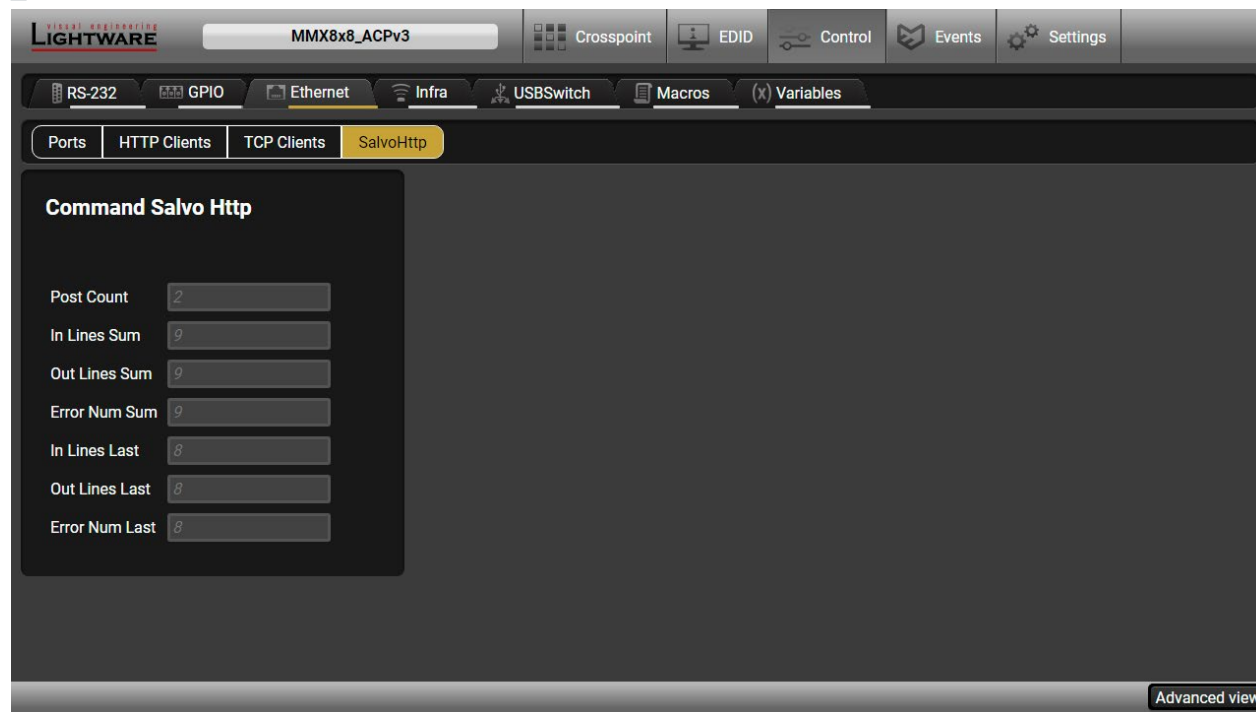 visual engineering
LIGHTWARE
MMX8x8_ACPv3
Crosspoint
EDID
Control
Events
Settings
RS-232
GPIO
Ethernet
Infra
USBSwitch
Macros
(x) Variables
Ports
HTTP Clients
TCP Clients
SalvoHttp
Command Salvo Http
Post Count 2
In Lines Sum 9
Out Lines Sum 9
Error Num Sum 9
In Lines Last 8
Out Lines Last 8
Error Num Last 8
Advanced view